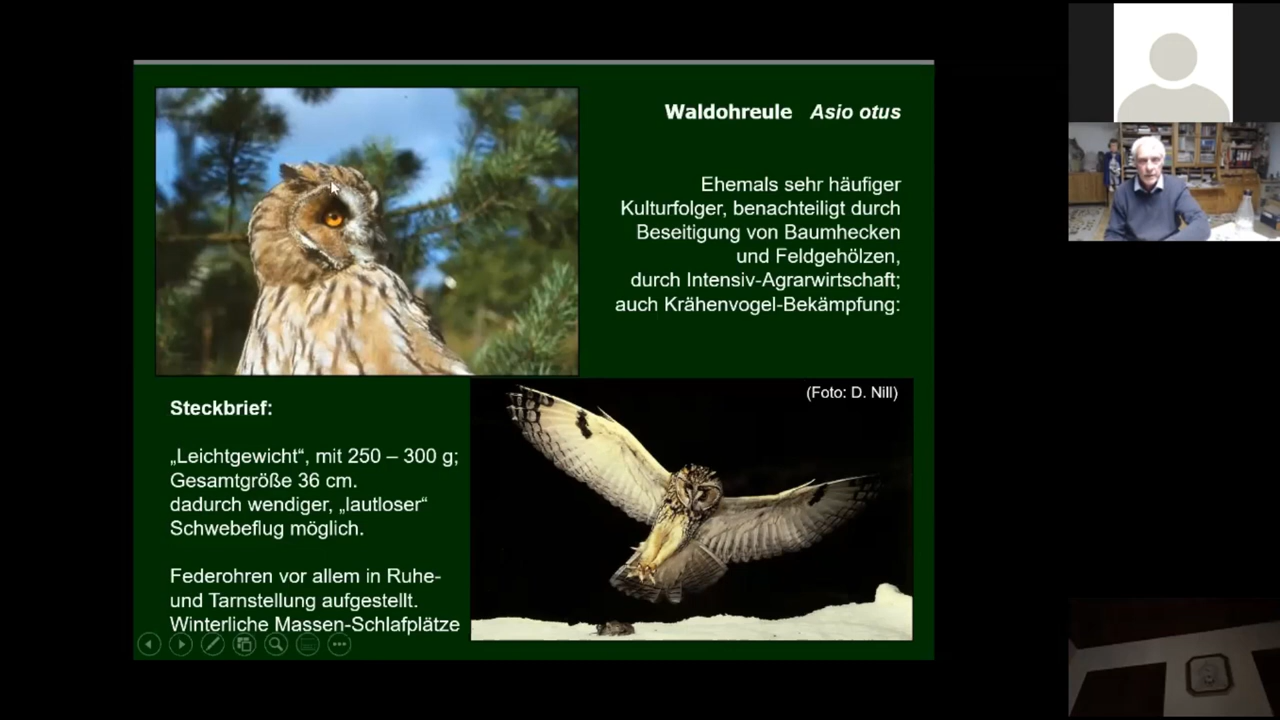 Waldohreule Asio otus
Ehemals sehr häufiger
Kulturfolger, benachteiligt durch
Beseitigung von Baumhecken
und Feldgehölzen,
durch Intensiv-Agrarwirtschaft;
auch Krähenvogel-Bekämpfung:
Steckbrief:
„Leichtgewicht“, mit 250 – 300 g;
Gesamtgröße 36 cm.
dadurch wendiger, „lautloser“
Schwebeflug möglich.
Federohren vor allem in Ruhe-
und Tarnstellung aufgestellt.
Winterliche Massen-Schlafplätze
(Foto: D. Nill)